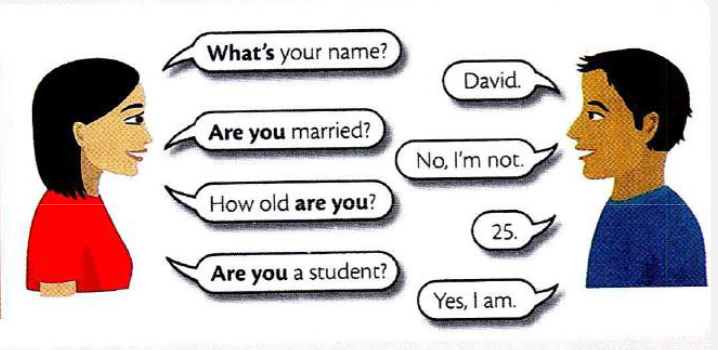 What's your name?
David.
Are you married?
No, I'm not.
How old are you?
25.
Are you a student?
Yes, I am.